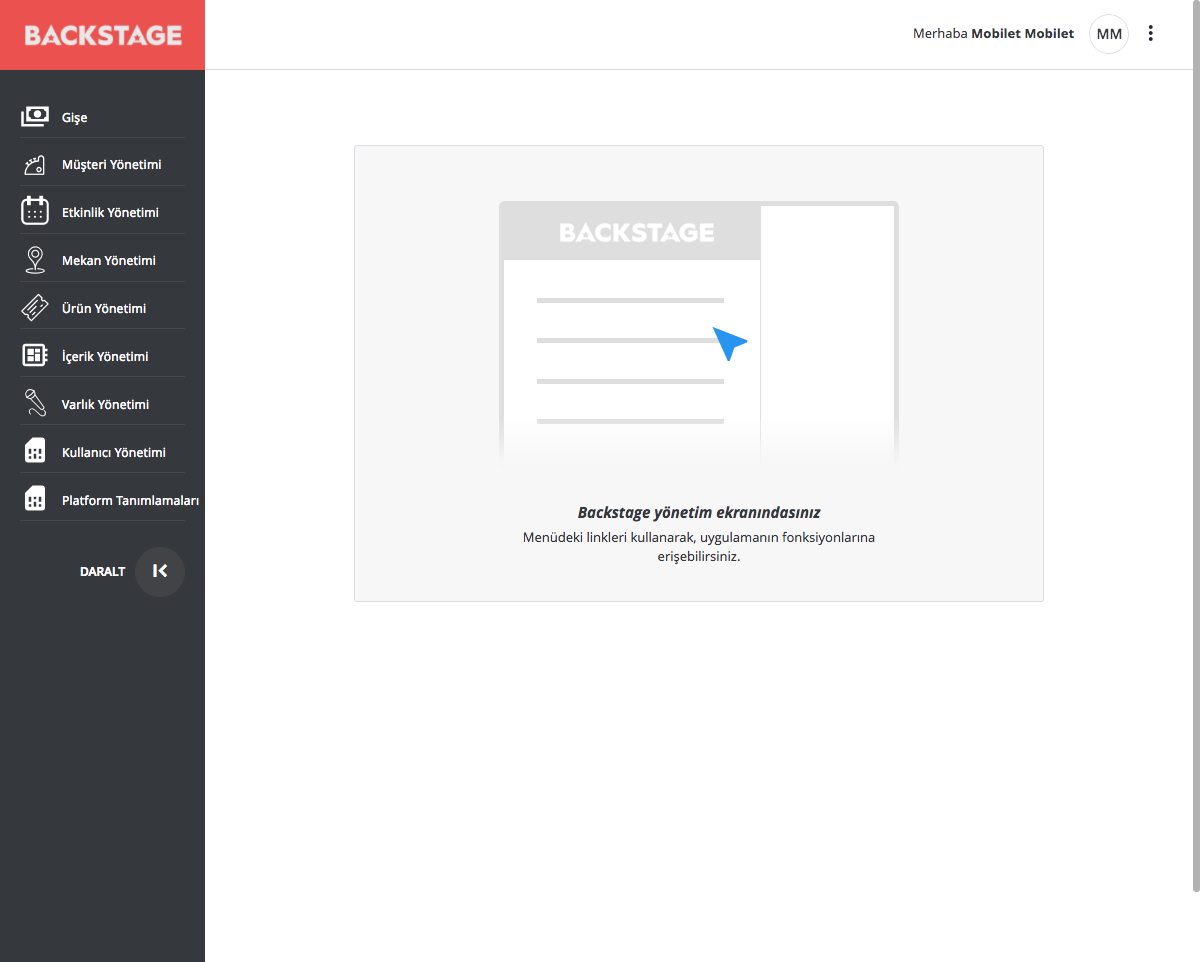 BACKSTAGE
Merhaba Mobilet Mobilet
MM
Gişe
Müşteri Yönetimi
Etkinlik Yönetimi
Mekan Yönetimi
Ürün Yönetimi
İçerik Yönetimi
Varlık Yönetimi
Kullanıcı Yönetimi
Platform Tanımlamaları
DARALT
BACKSTAGE
Backstage yönetim ekranındasınız
Menüdeki linkleri kullanarak, uygulamanın fonksiyonlarına
erişebilirsiniz.